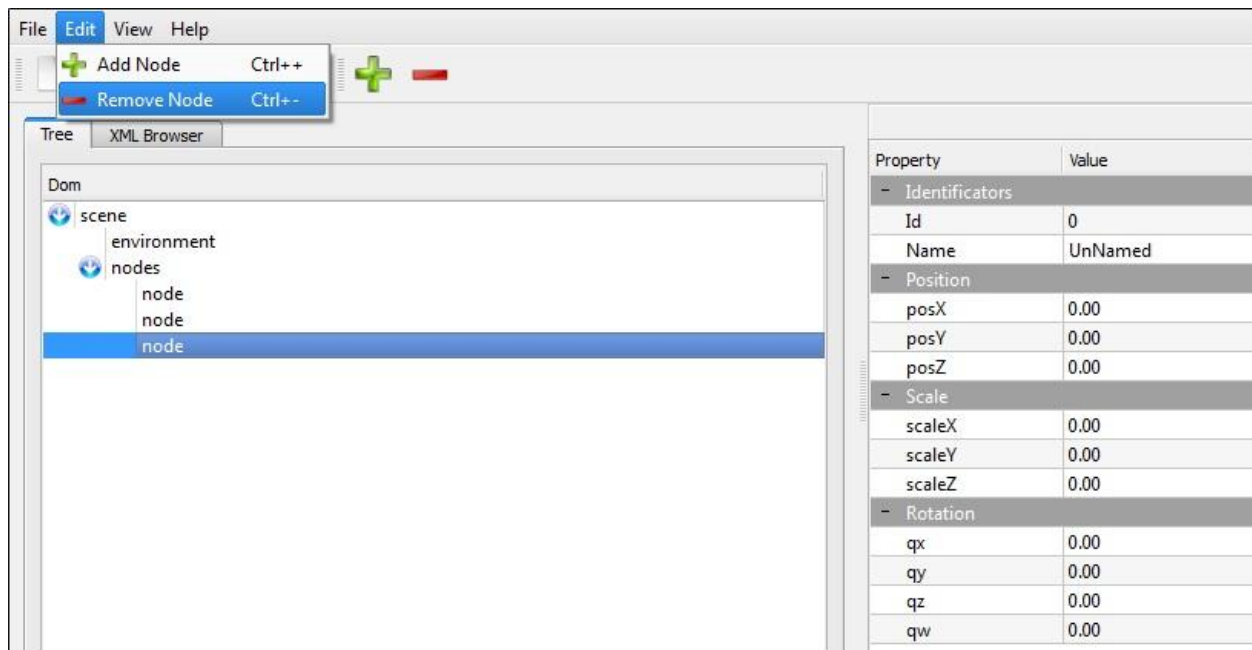 File Edit View Help
Add Node Ctrl++
Remove Node Ctrl+-
Tree XML Browser
Dom
scene
environment
nodes
node
node
node
Property Value
Identificators
Id 0
Name UnNamed
Position
posX 0.00
posY 0.00
posZ 0.00
Scale
scaleX 0.00
scaleY 0.00
scaleZ 0.00
Rotation
qx 0.00
qy 0.00
qz 0.00
qw 0.00